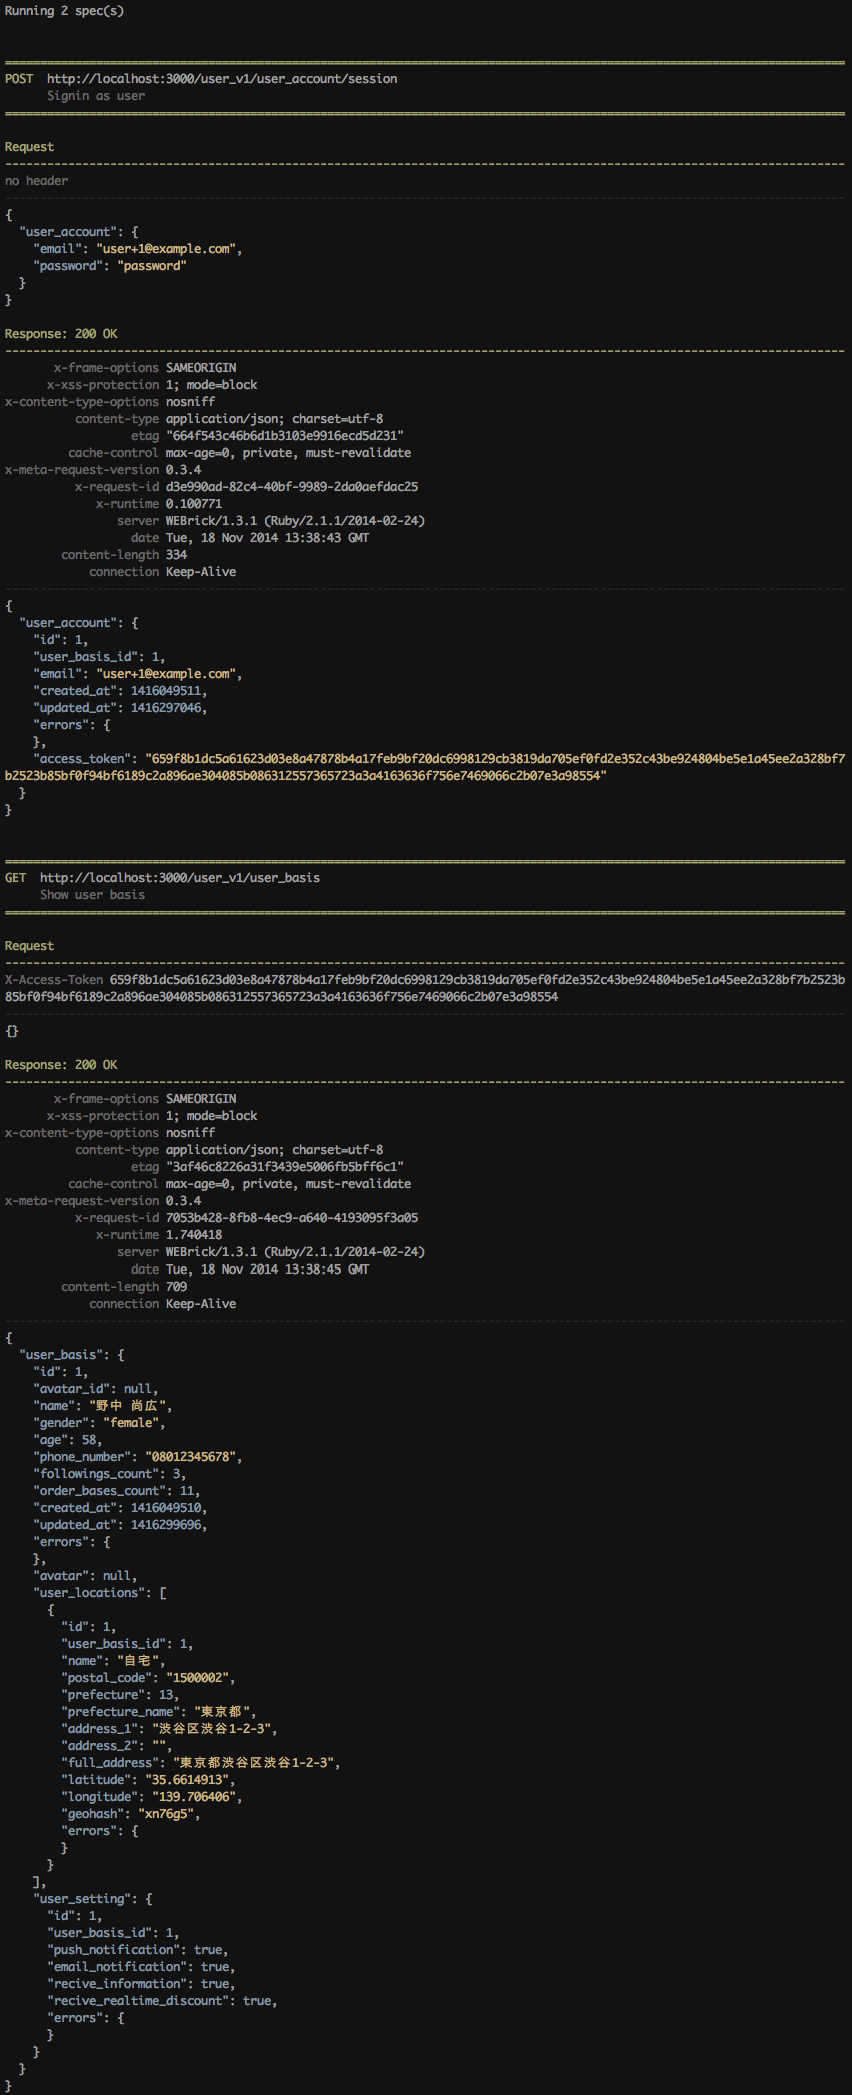 Running 2 spec(s)
POST  http://localhost:3000/user_v1/user_account/session
      Signin as user
Request
no header
{
  "user_account": {
    "email": "user+1@example.com",
    "password": "password"
  }
}
Response: 200 OK
       x-frame-options SAMEORIGIN
      x-xss-protection 1; mode=block
x-content-type-options nosniff
          content-type application/json; charset=utf-8
                  etag "664f543c46b6d1b3103e9916ecd5d231"
         cache-control max-age=0, private, must-revalidate
x-meta-request-version 0.3.4
          x-request-id d3e990ad-82c4-40bf-9989-2da0aefdac25
             x-runtime 0.100771
                server WEBrick/1.3.1 (Ruby/2.1.1/2014-02-24)
                  date Tue, 18 Nov 2014 13:38:43 GMT
        content-length 334
            connection Keep-Alive
{
  "user_account": {
    "id": 1,
    "user_basis_id": 1,
    "email": "user+1@example.com",
    "created_at": 1416049511,
    "updated_at": 1416297046,
    "errors": {
    },
    "access_token": "659f8b1dc5a61623d03e8a47878b4a17feb9bf20dc6998129cb3819da705ef0fd2e352c43be924804be5e1a45ee2a328bf7
b2523b85bf0f94bf6189c2a896ae304085b086312557365723a3a4163636f756e7469066c2b07e3a98554"
  }
}
GET  http://localhost:3000/user_v1/user_basis
     Show user basis
Request
X-Access-Token 659f8b1dc5a61623d03e8a47878b4a17feb9bf20dc6998129cb3819da705ef0fd2e352c43be924804be5e1a45ee2a328bf7b2523b
85bf0f94bf6189c2a896ae304085b086312557365723a3a4163636f756e7469066c2b07e3a98554
{}
Response: 200 OK
       x-frame-options SAMEORIGIN
      x-xss-protection 1; mode=block
x-content-type-options nosniff
          content-type application/json; charset=utf-8
                  etag "3af46c8226a31f3439e5006fb5bff6c1"
         cache-control max-age=0, private, must-revalidate
x-meta-request-version 0.3.4
          x-request-id 7053b428-8fb8-4ec9-a640-4193095f3a05
             x-runtime 1.740418
                server WEBrick/1.3.1 (Ruby/2.1.1/2014-02-24)
                  date Tue, 18 Nov 2014 13:38:45 GMT
        content-length 709
            connection Keep-Alive
{
  "user_basis": {
    "id": 1,
    "avatar_id": null,
    "name": "野中 尚広",
    "gender": "female",
    "age": 58,
    "phone_number": "08012345678",
    "followings_count": 3,
    "order_bases_count": 11,
    "created_at": 1416049510,
    "updated_at": 1416299696,
    "errors": {
    },
    "avatar": null,
    "user_locations": [
      {
        "id": 1,
        "user_basis_id": 1,
        "name": "自宅",
        "postal_code": "1500002",
        "prefecture": 13,
        "prefecture_name": "東京都",
        "address_1": "渋谷区渋谷1-2-3",
        "address_2": "",
        "full_address": "東京都渋谷区渋谷1-2-3",
        "latitude": "35.6614913",
        "longitude": "139.706406",
        "geohash": "xn76g5",
        "errors": {
        }
      }
    ],
    "user_setting": {
      "id": 1,
      "user_basis_id": 1,
      "push_notification": true,
      "email_notification": true,
      "recive_information": true,
      "recive_realtime_discount": true,
      "errors": {
      }
    }
  }
}